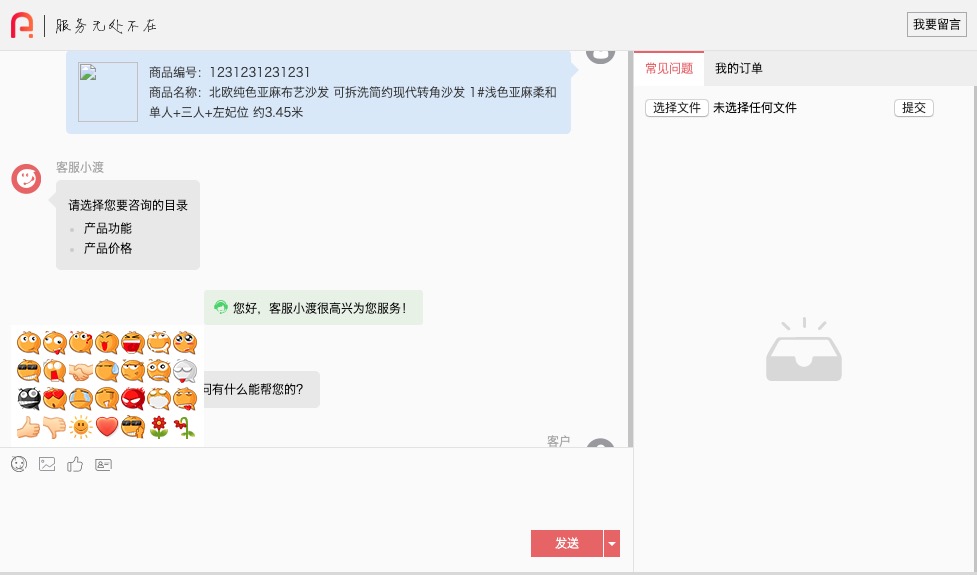 服务无处不在
我要留言
商品编号：1231231231231
商品名称：北欧纯色亚麻布艺沙发 可拆洗简约现代转角沙发 1#浅色亚麻柔和
单人+三人+左妃位 约3.45米
常见问题
我的订单
选择文件 未选择任何文件
提交
客服小渡
请选择您要咨询的目录
产品功能
产品价格
您好，客服小渡很高兴为您服务！
问有什么能帮您的？
客户
发送